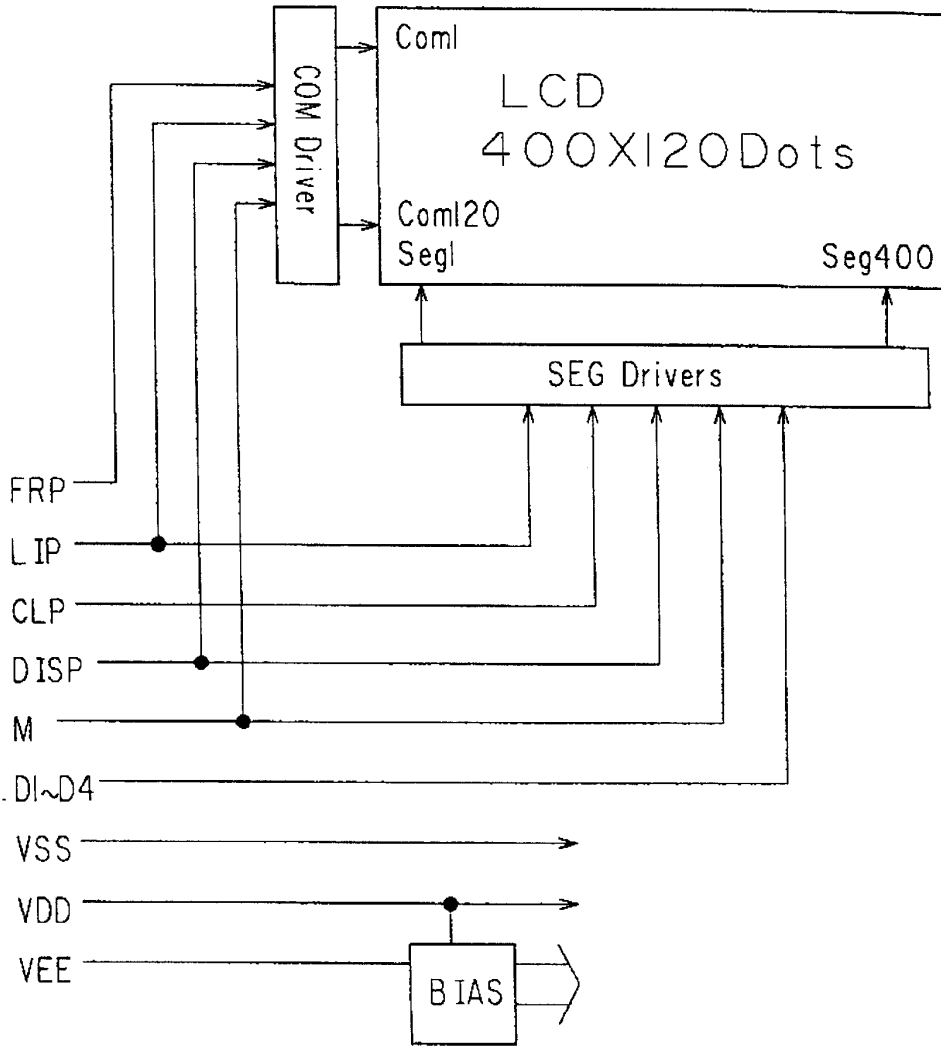 Com1
LCD
400X120Dots
COM Driver
Com120
Seg1
Seg400
SEG Drivers
FRP
LIP
CLP
DISP
M
D1~D4
VSS
VDD
VEE
BIAS